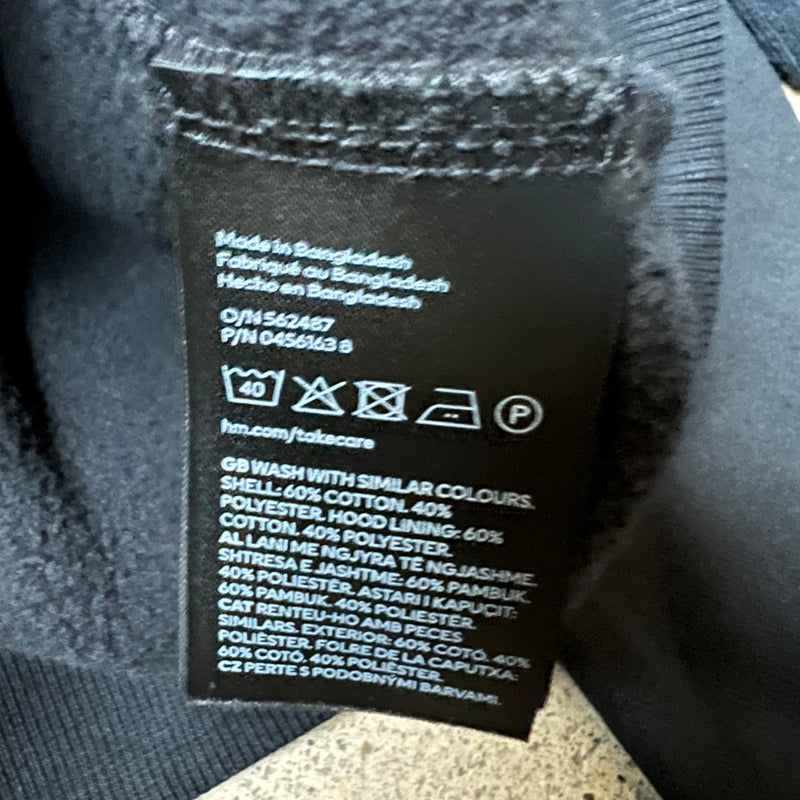 Made in Bangladesh
Fabriqué au Bangladesh
Hecho en Bangladesh
O/N 562487
P/N 0456163 8
40
P
hm.com/takecare
GB WASH WITH SIMILAR COLOURS.
SHELL: 60% COTTON. 40%
POLYESTER. HOOD LINING: 60%
COTTON. 40% POLYESTER.
AL LANI ME NGJYRA TË NGJASHME.
SHTRESA E JASHTME: 60% PAMBUK.
40% POLIESTËR. ASTARI I KAPUÇIT:
60% PAMBUK. 40% POLIESTËR.
CAT RENTEU-HO AMB PECES
SIMILARS. EXTERIOR: 60% COTÓ. 40%
POLIÈSTER. FOLRE DE LA CAPUTXA:
60% COTÓ. 40% POLIÈSTER.
CZ PERTE S PODOBNÝMI BARVAMI.